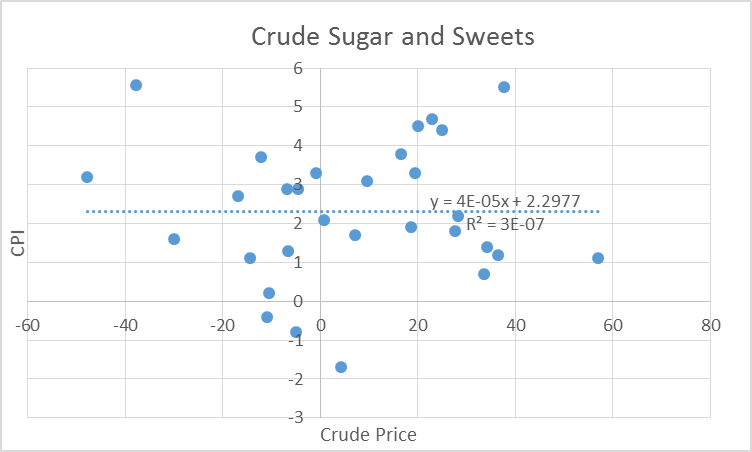 Crude Sugar and Sweets
6
5
4
3
2
1
0
-1
-2
-3
-60 -40 -20 0 20 40 60 80
y = 4E-05x + 2.2977
R² = 3E-07
CPI
Crude Price